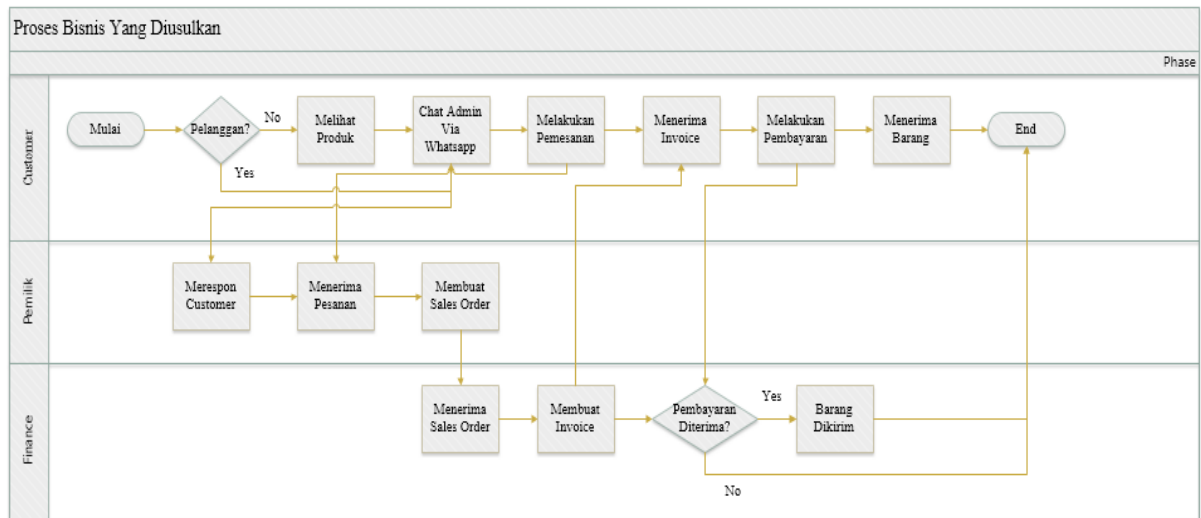 Proses Bisnis Yang Diusulkan
Phase
Customer
Mulai
Pelanggan?
No
Yes
Melihat
Produk
Chat Admin
Via
Whatsapp
Melakukan
Pemesanan
Menerima
Invoice
Melakukan
Pembayaran
Menerima
Barang
End
Pemilik
Merespon
Customer
Menerima
Pesanan
Membuat
Sales Order
Finance
Menerima
Sales Order
Membuat
Invoice
Pembayaran
Diterima?
Yes
No
Barang
Dikirim